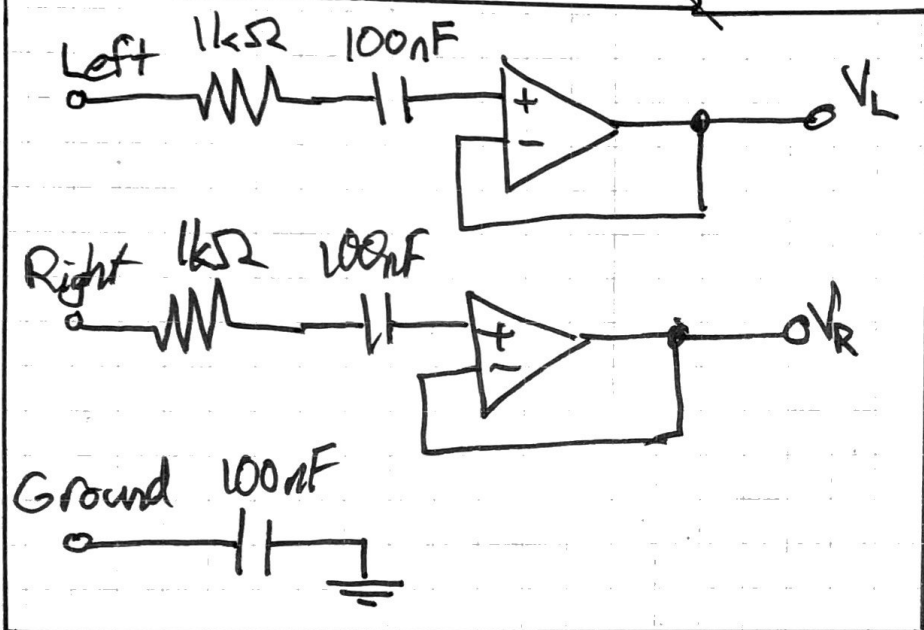 Left 1kΩ 100nF
+
−
V_L
Right 1kΩ 100nF
+
−
V_R
Ground 100nF